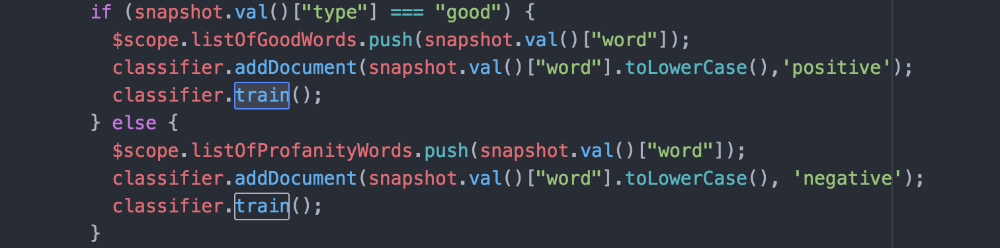 if (snapshot.val()["type"] === "good") {
$scope.listOfGoodWords.push(snapshot.val()["word"]);
classifier.addDocument(snapshot.val()["word"].toLowerCase(),'positive');
classifier.train();
} else {
$scope.listOfProfanityWords.push(snapshot.val()["word"]);
classifier.addDocument(snapshot.val()["word"].toLowerCase(), 'negative');
classifier.train();
}